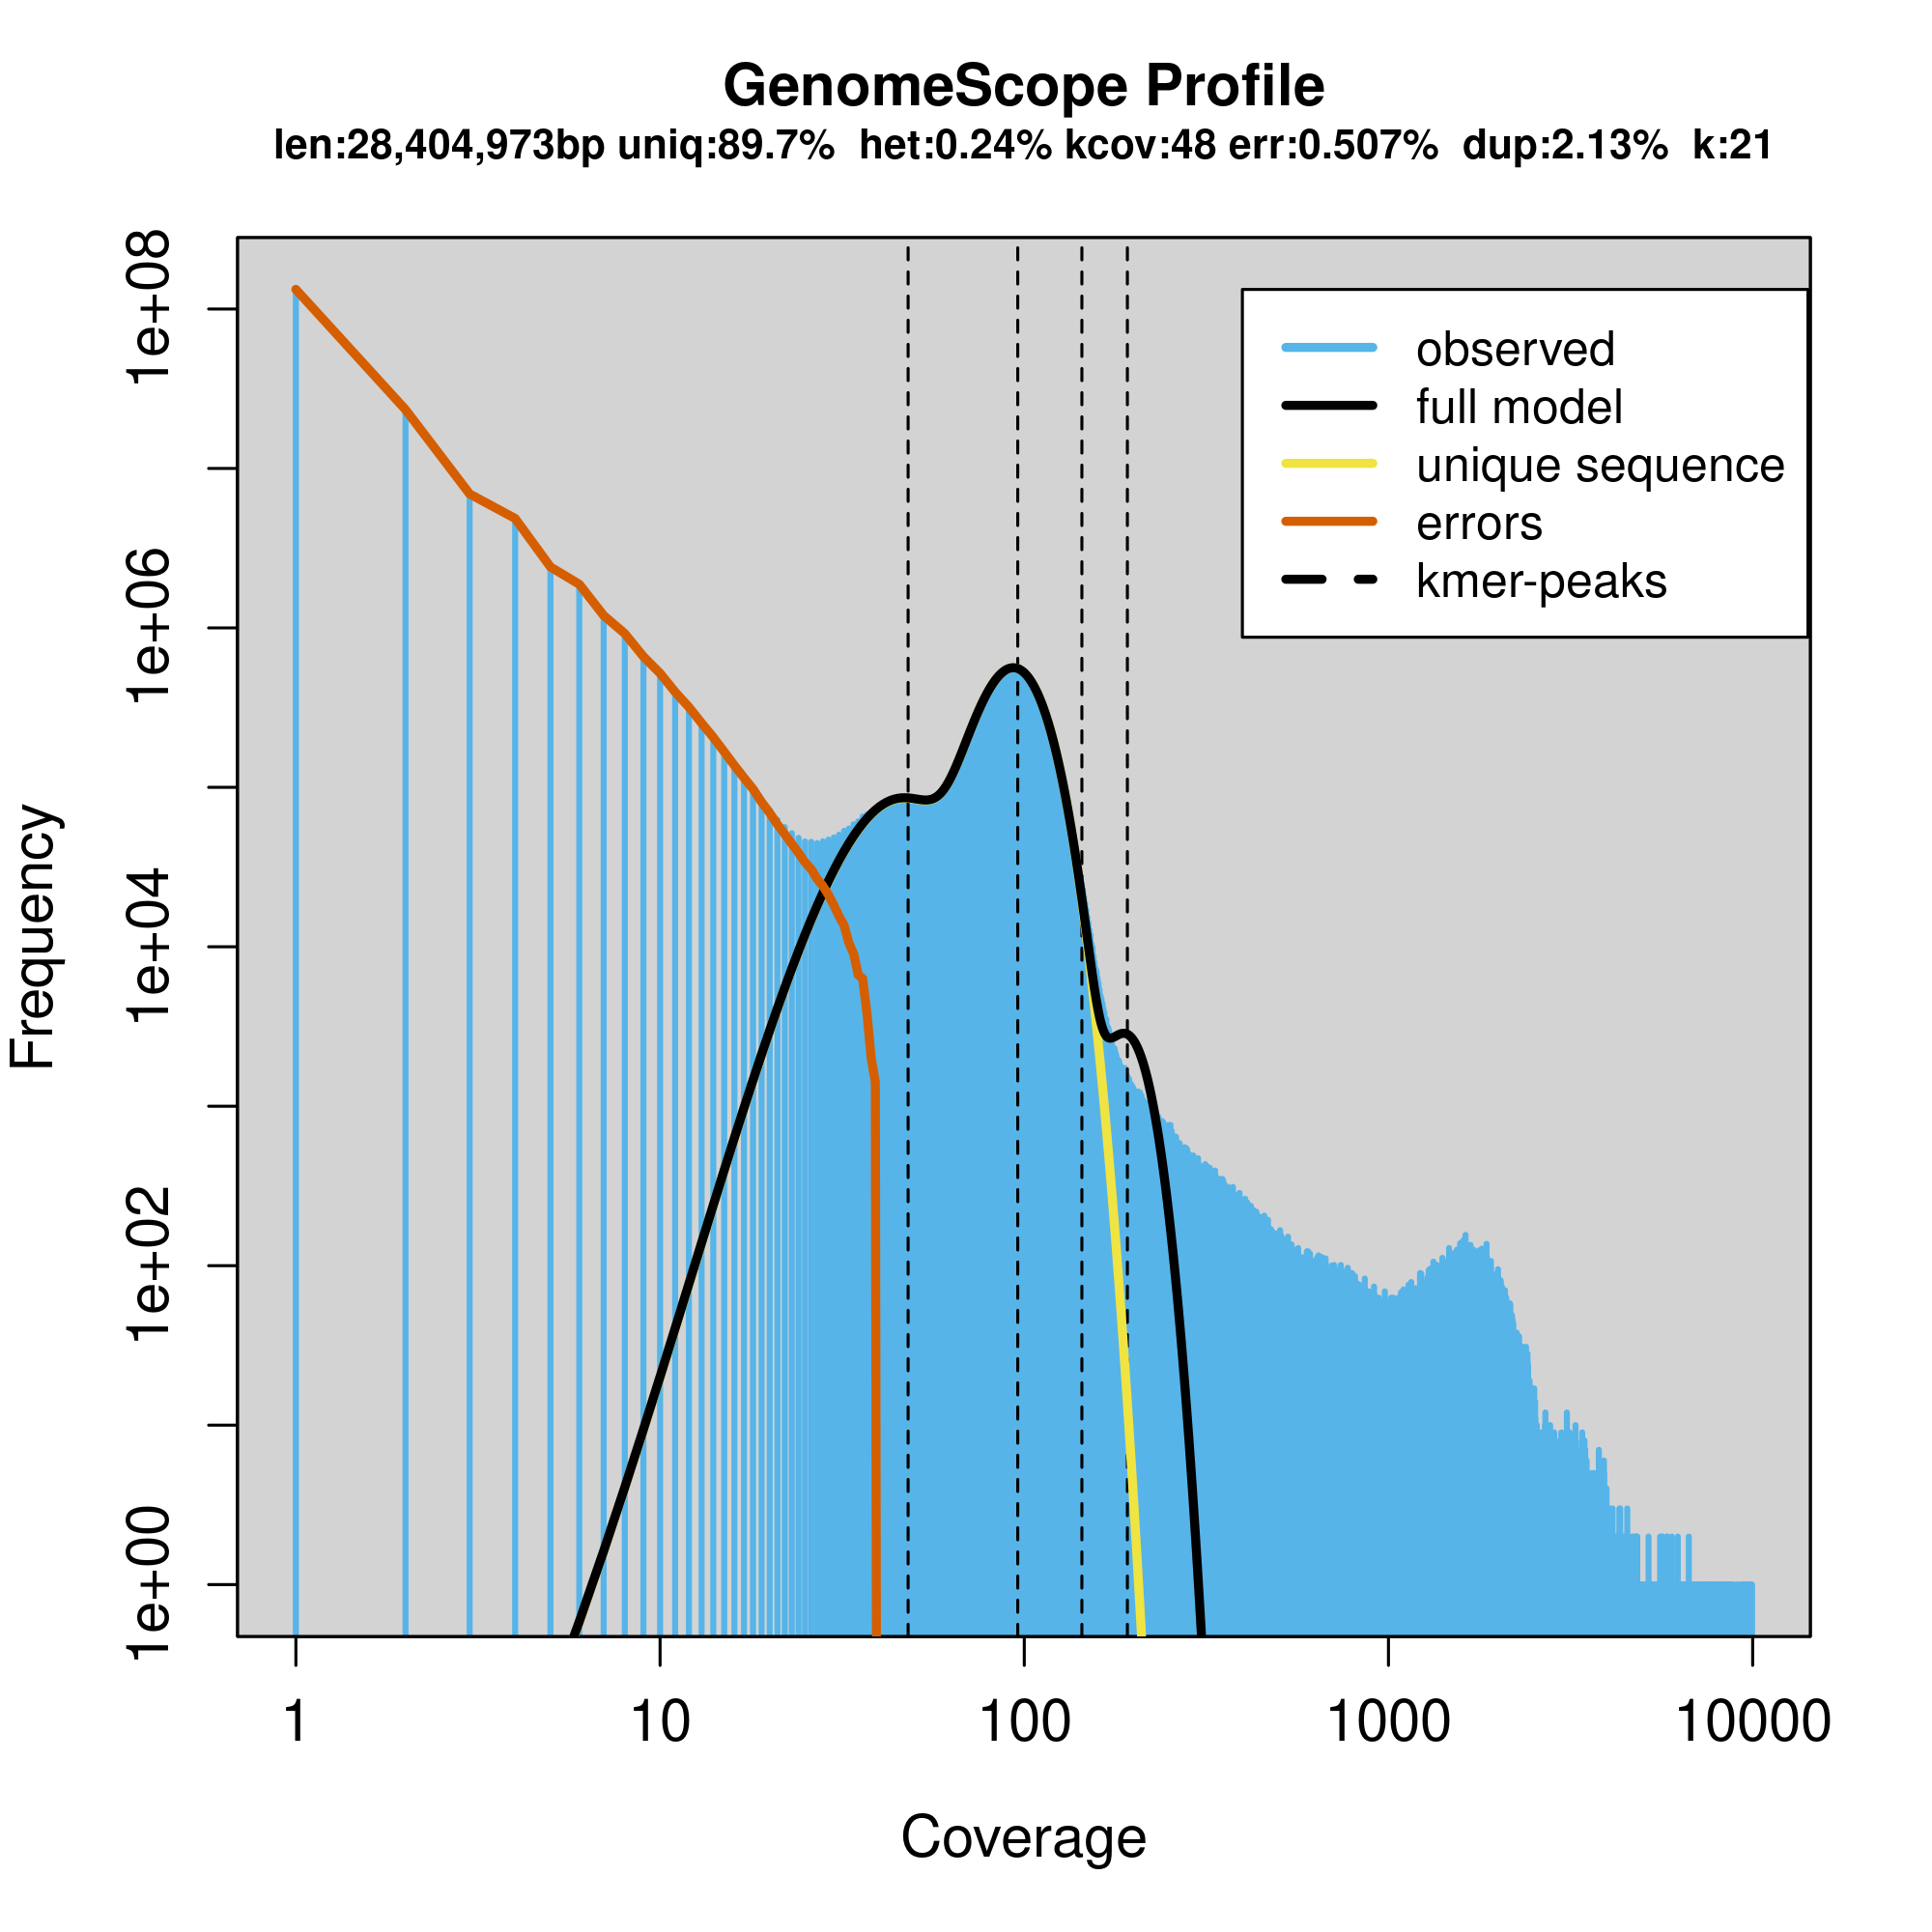 GenomeScope Profile
len:28,404,973bp uniq:89.7% het:0.24% kcov:48 err:0.507% dup:2.13% k:21
1e+08
1e+06
1e+04
1e+02
1e+00
Frequency
observed
full model
unique sequence
errors
kmer-peaks
1 10 100 1000 10000
Coverage